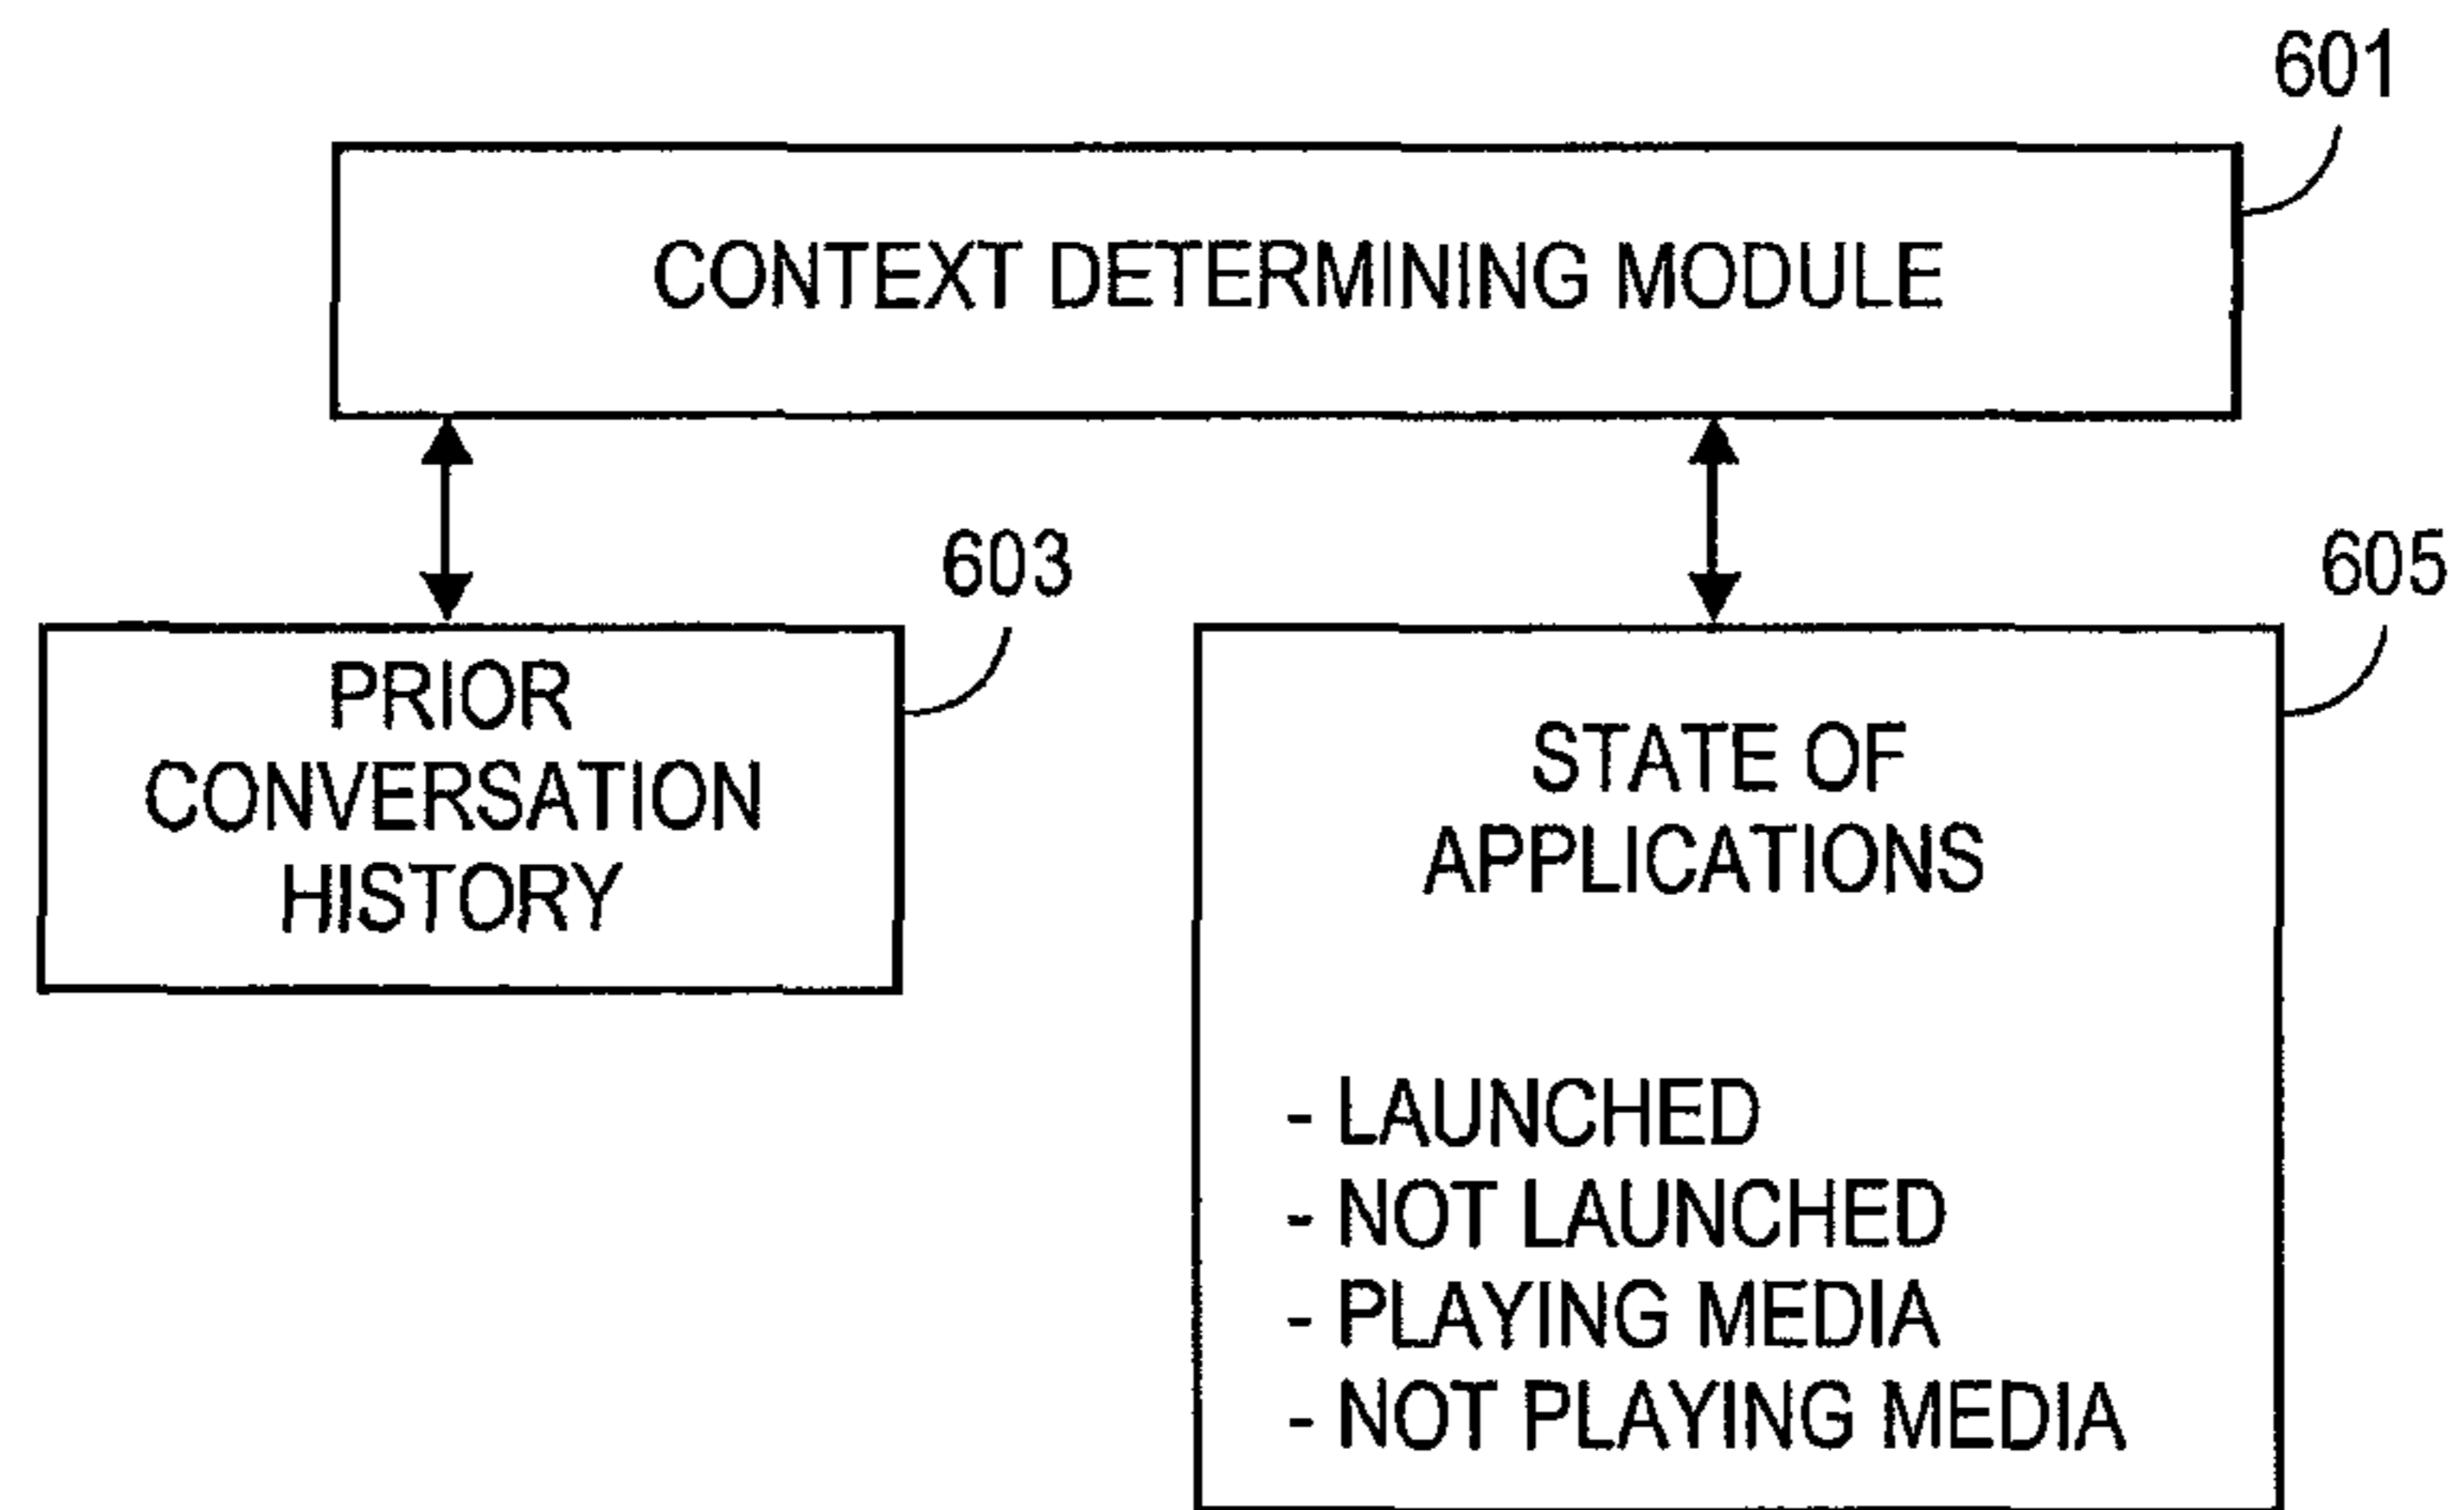 601
CONTEXT DETERMINING MODULE
603
605
PRIOR
CONVERSATION
HISTORY
STATE OF
APPLICATIONS
- LAUNCHED
- NOT LAUNCHED
- PLAYING MEDIA
- NOT PLAYING MEDIA